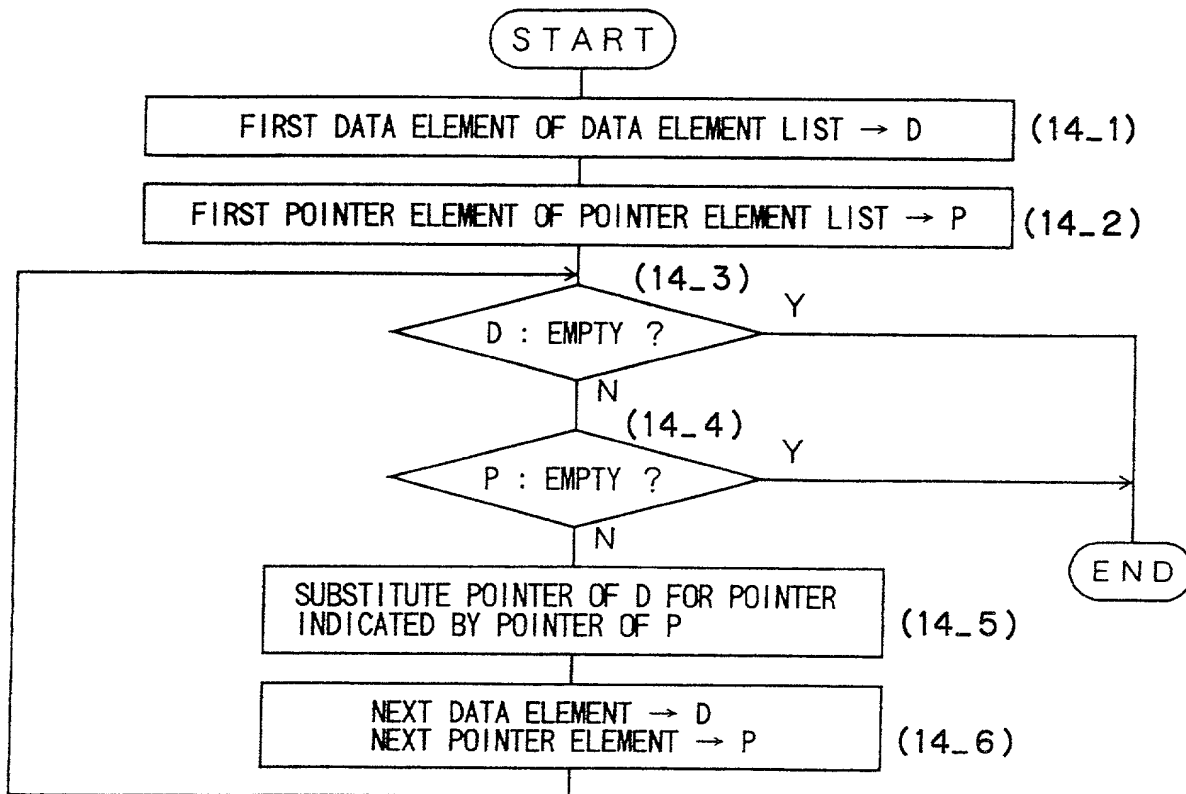 START
FIRST DATA ELEMENT OF DATA ELEMENT LIST → D
(14_1)
FIRST POINTER ELEMENT OF POINTER ELEMENT LIST → P
(14_2)
(14_3)
D : EMPTY ?
Y
N
(14_4)
P : EMPTY ?
Y
N
END
SUBSTITUTE POINTER OF D FOR POINTER
INDICATED BY POINTER OF P
(14_5)
NEXT DATA ELEMENT → D
NEXT POINTER ELEMENT → P
(14_6)